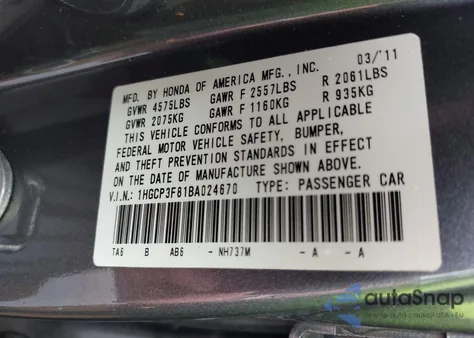 MFD. BY HONDA OF AMERICA MFG., INC. 03/11
GVWR 4575LBS GAWR F 2557LBS R 2061LBS
GVWR 2075KG GAWR F 1160KG R 935KG
THIS VEHICLE CONFORMS TO ALL APPLICABLE
FEDERAL MOTOR VEHICLE SAFETY, BUMPER,
AND THEFT PREVENTION STANDARDS IN EFFECT
ON THE DATE OF MANUFACTURE SHOWN ABOVE.
V.I.N.: 1HGCP3F81BA024670 TYPE: PASSENGER CAR
TA6 B AB6 - NH737M - A - A
autoSnap